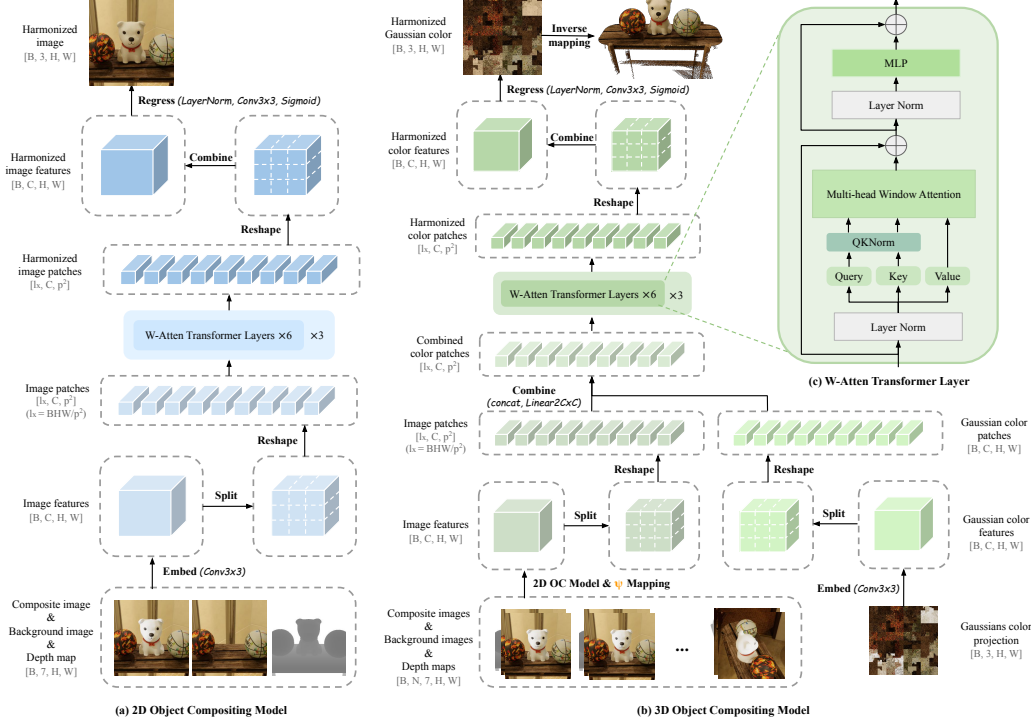 Harmonized
image
[B, 3, H, W]
Regress (LayerNorm, Conv3x3, Sigmoid)
Harmonized
image features
[B, C, H, W]
Combine
Reshape
Harmonized
image patches
[lx, C, p²]
W-Atten Transformer Layers ×6
×3
Image patches
[lx, C, p²]
(lx = BHW/p²)
Reshape
Image features
[B, C, H, W]
Split
Embed (Conv3x3)
Composite image
&
Background image
&
Depth map
[B, 7, H, W]
(a) 2D Object Compositing Model
Harmonized
Gaussian color
[B, 3, H, W]
Inverse
mapping
Regress (LayerNorm, Conv3x3, Sigmoid)
Harmonized
color features
[B, C, H, W]
Combine
Reshape
Harmonized
color patches
[lx, C, p²]
W-Atten Transformer Layers ×6
×3
Combined
color patches
[lx, C, p²]
Combine
(concat, Linear2CxC)
Image patches
[lx, C, p²]
(lx = BHW/p²)
Gaussian color
patches
[B, C, H, W]
Reshape
Reshape
Image features
[B, C, H, W]
Split
Split
Gaussian color
features
[B, C, H, W]
2D OC Model & ψ Mapping
Embed (Conv3x3)
Composite images
&
Background images
&
Depth maps
[B, N, 7, H, W]
...
Gaussians color
projection
[B, 3, H, W]
(b) 3D Object Compositing Model
MLP
Layer Norm
Multi-head Window Attention
QKNorm
Query
Key
Value
Layer Norm
(c) W-Atten Transformer Layer